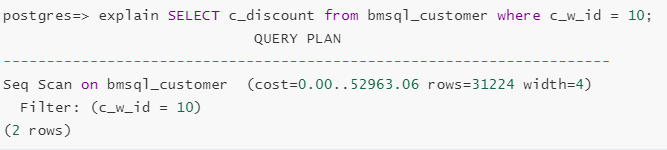 postgres=> explain SELECT c_discount from bmsql_customer where c_w_id = 10;
QUERY PLAN
-------------------------------------------------------------------------
Seq Scan on bmsql_customer  (cost=0.00..52963.06 rows=31224 width=4)
  Filter: (c_w_id = 10)
(2 rows)